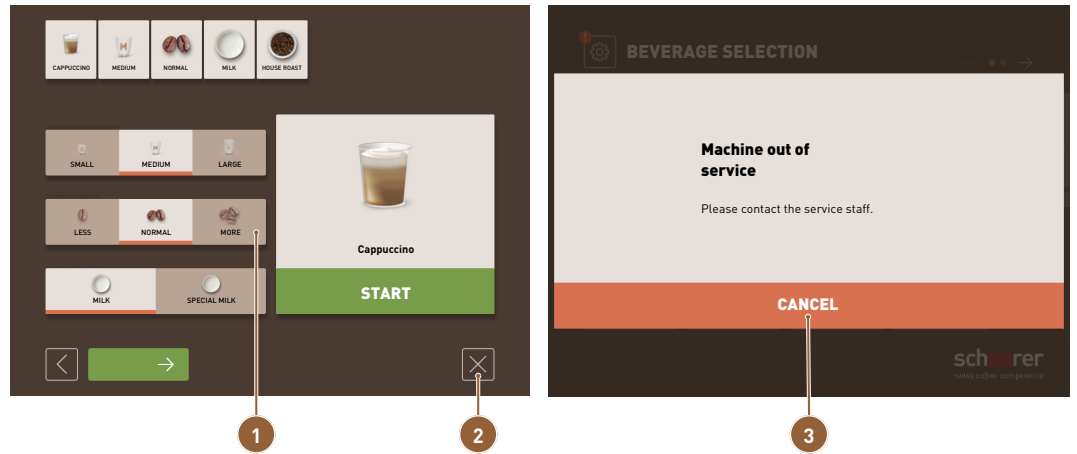 CAPPUCCINO MEDIUM NORMAL MILK HOUSE ROAST
SMALL MEDIUM LARGE
LESS NORMAL MORE
MILK SPECIAL MILK
Cappuccino
START
1
2
BEVERAGE SELECTION
Machine out of
service
Please contact the service staff.
CANCEL
schaerer
swiss coffee competence
3